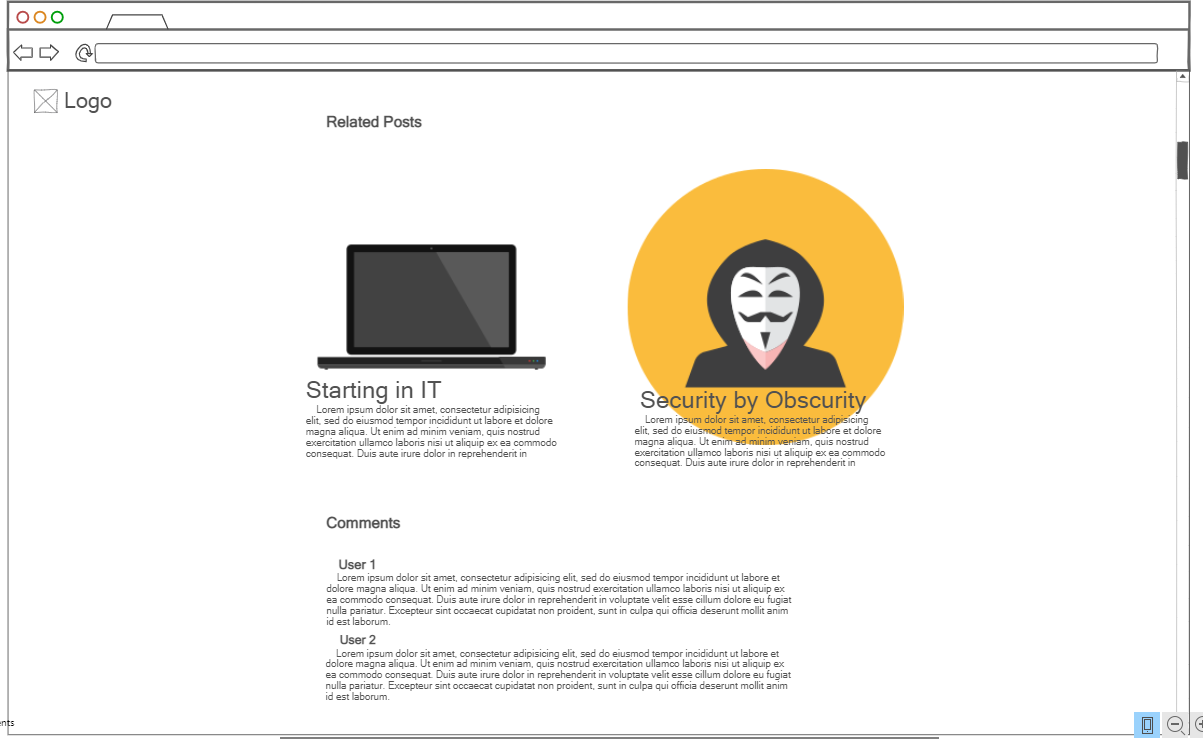 Logo
Related Posts
Starting in IT
Lorem ipsum dolor sit amet, consectetur adipisicing
elit, sed do eiusmod tempor incididunt ut labore et dolore
magna aliqua. Ut enim ad minim veniam, quis nostrud
exercitation ullamco laboris nisi ut aliquip ex ea commodo
consequat. Duis aute irure dolor in reprehenderit in
Security by Obscurity
Lorem ipsum dolor sit amet, consectetur adipisicing
elit, sed do eiusmod tempor incididunt ut labore et dolore
magna aliqua. Ut enim ad minim veniam, quis nostrud
exercitation ullamco laboris nisi ut aliquip ex ea commodo
consequat. Duis aute irure dolor in reprehenderit in
Comments
User 1
Lorem ipsum dolor sit amet, consectetur adipisicing elit, sed do eiusmod tempor incididunt ut labore et
dolore magna aliqua. Ut enim ad minim veniam, quis nostrud exercitation ullamco laboris nisi ut aliquip ex
ea commodo consequat. Duis aute irure dolor in reprehenderit in voluptate velit esse cillum dolore eu fugiat
nulla pariatur. Excepteur sint occaecat cupidatat non proident, sunt in culpa qui officia deserunt mollit anim
id est laborum.
User 2
Lorem ipsum dolor sit amet, consectetur adipisicing elit, sed do eiusmod tempor incididunt ut labore et
dolore magna aliqua. Ut enim ad minim veniam, quis nostrud exercitation ullamco laboris nisi ut aliquip ex
ea commodo consequat. Duis aute irure dolor in reprehenderit in voluptate velit esse cillum dolore eu fugiat
nulla pariatur. Excepteur sint occaecat cupidatat non proident, sunt in culpa qui officia deserunt mollit anim
id est laborum.